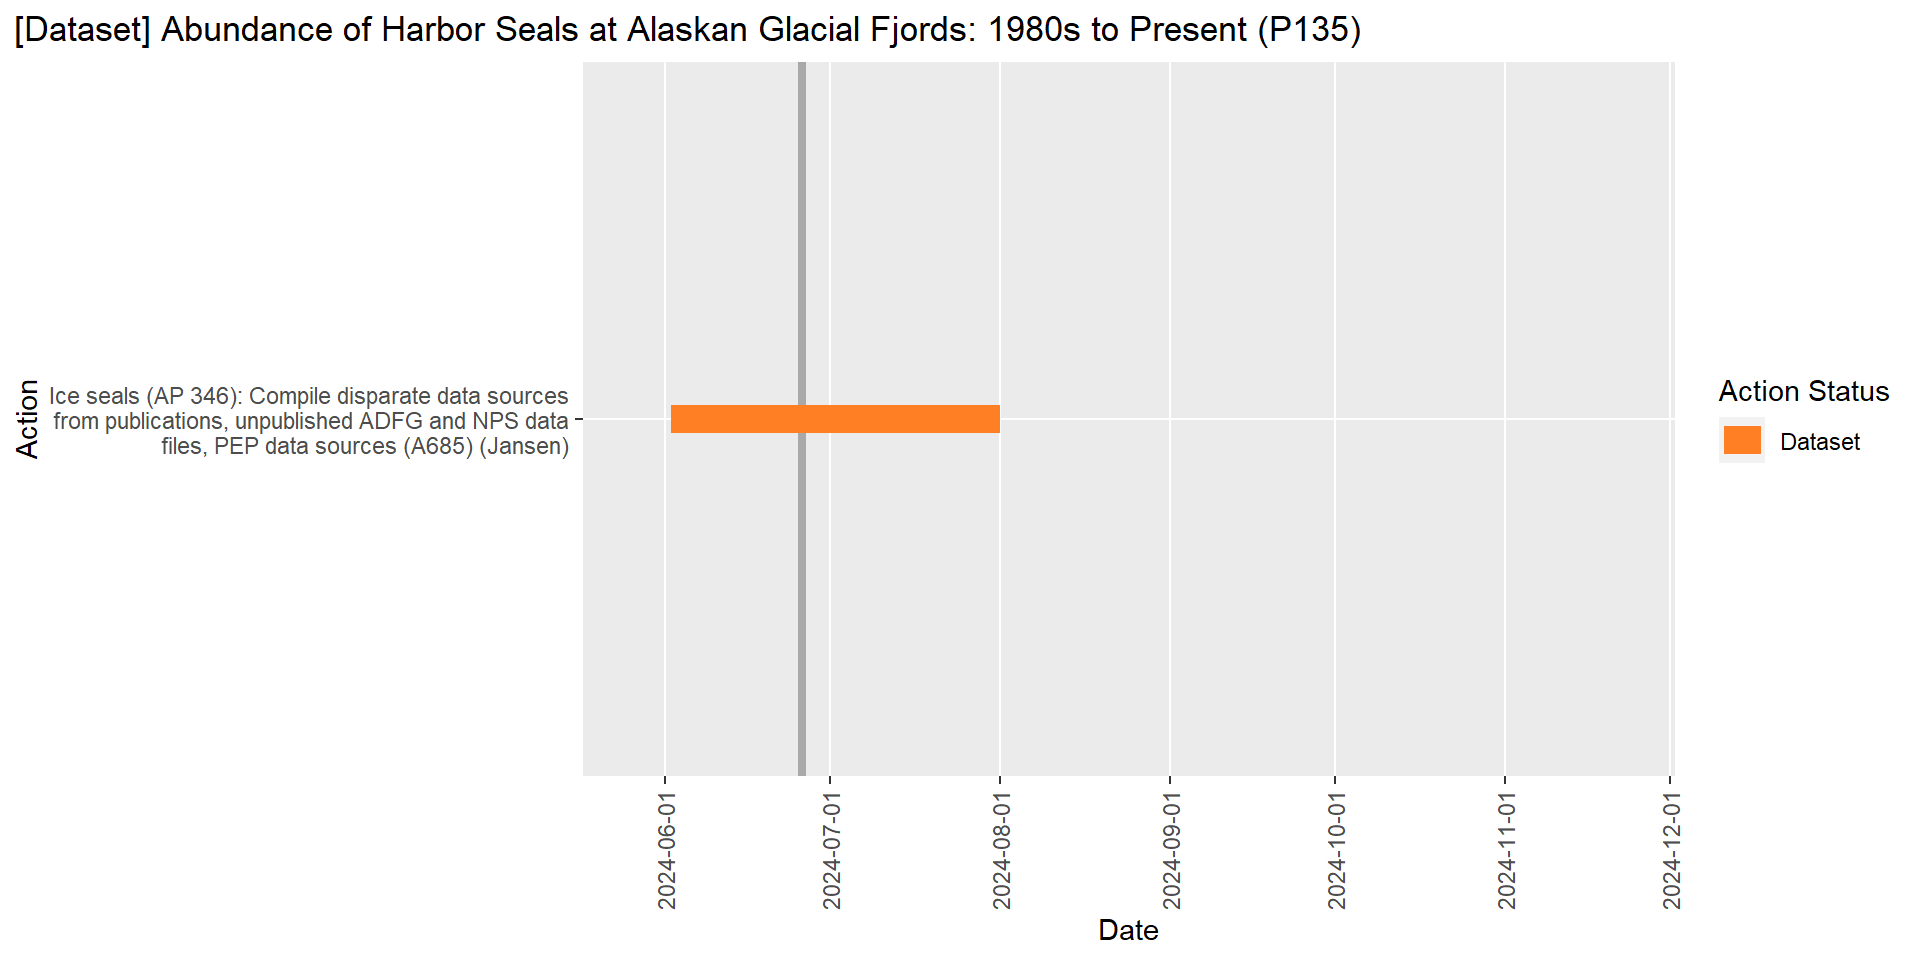 [Dataset] Abundance of Harbor Seals at Alaskan Glacial Fjords: 1980s to Present (P135)
Action
Ice seals (AP 346): Compile disparate data sources
from publications, unpublished ADFG and NPS data
files, PEP data sources (A685) (Jansen)
2024-06-01
2024-07-01
2024-08-01
2024-09-01
2024-10-01
2024-11-01
2024-12-01
Date
Action Status
Dataset